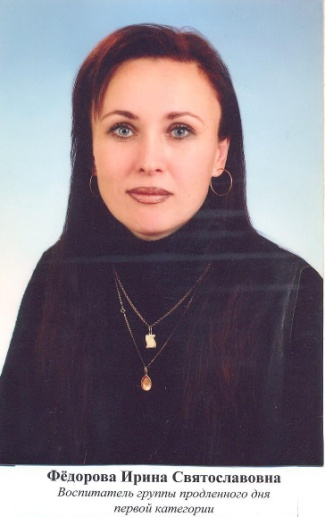 Фёдорова Ирина Святославовна
Воспитатель группы продленного дня
первой категории